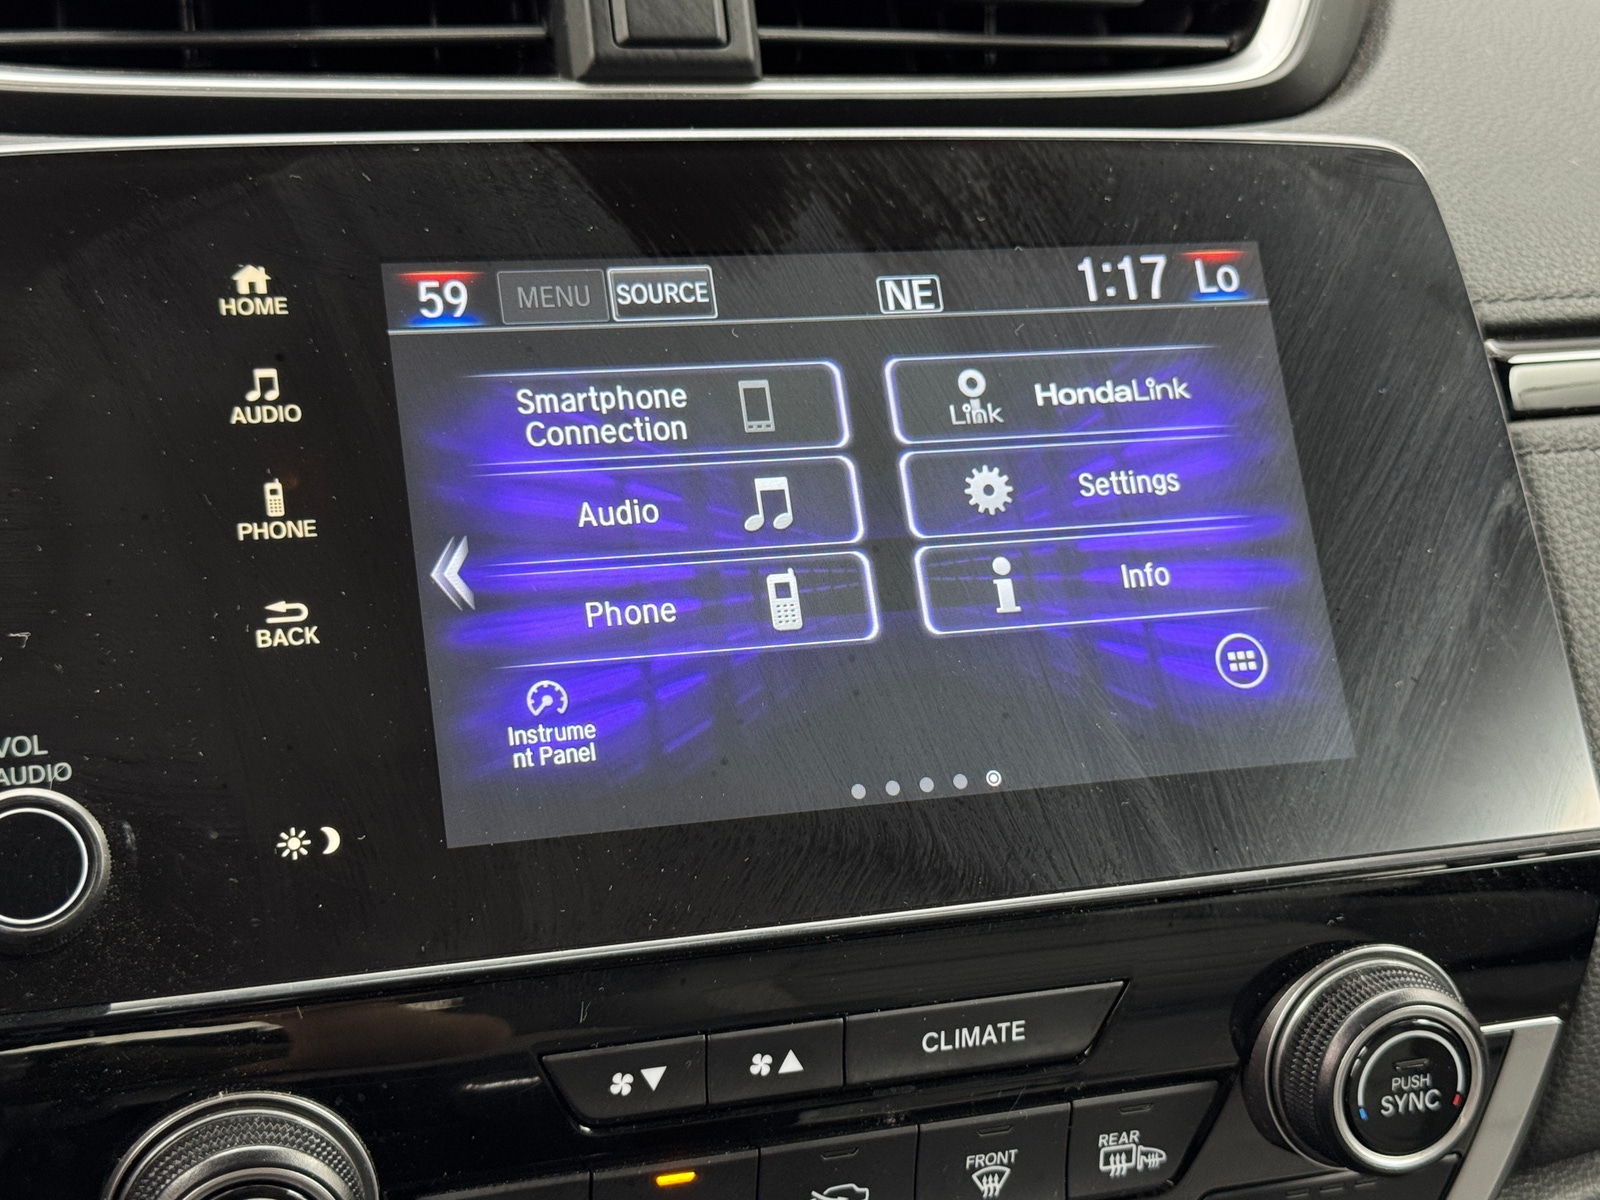 HOME
AUDIO
PHONE
BACK
VOL
AUDIO
59 MENU SOURCE NE 1:17 Lo
Smartphone
Connection
Audio
Phone
Instrume
nt Panel
Link HondaLink
Settings
Info
CLIMATE
PUSH
SYNC
FRONT
REAR